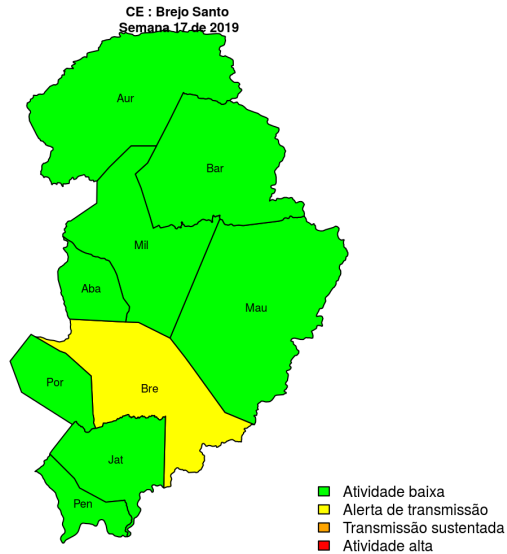 CE : Brejo Santo
Semana 17 de 2019
Aur
Bar
Mil
Aba
Mau
Por
Bre
Jat
Pen
Atividade baixa
Alerta de transmissão
Transmissão sustentada
Atividade alta